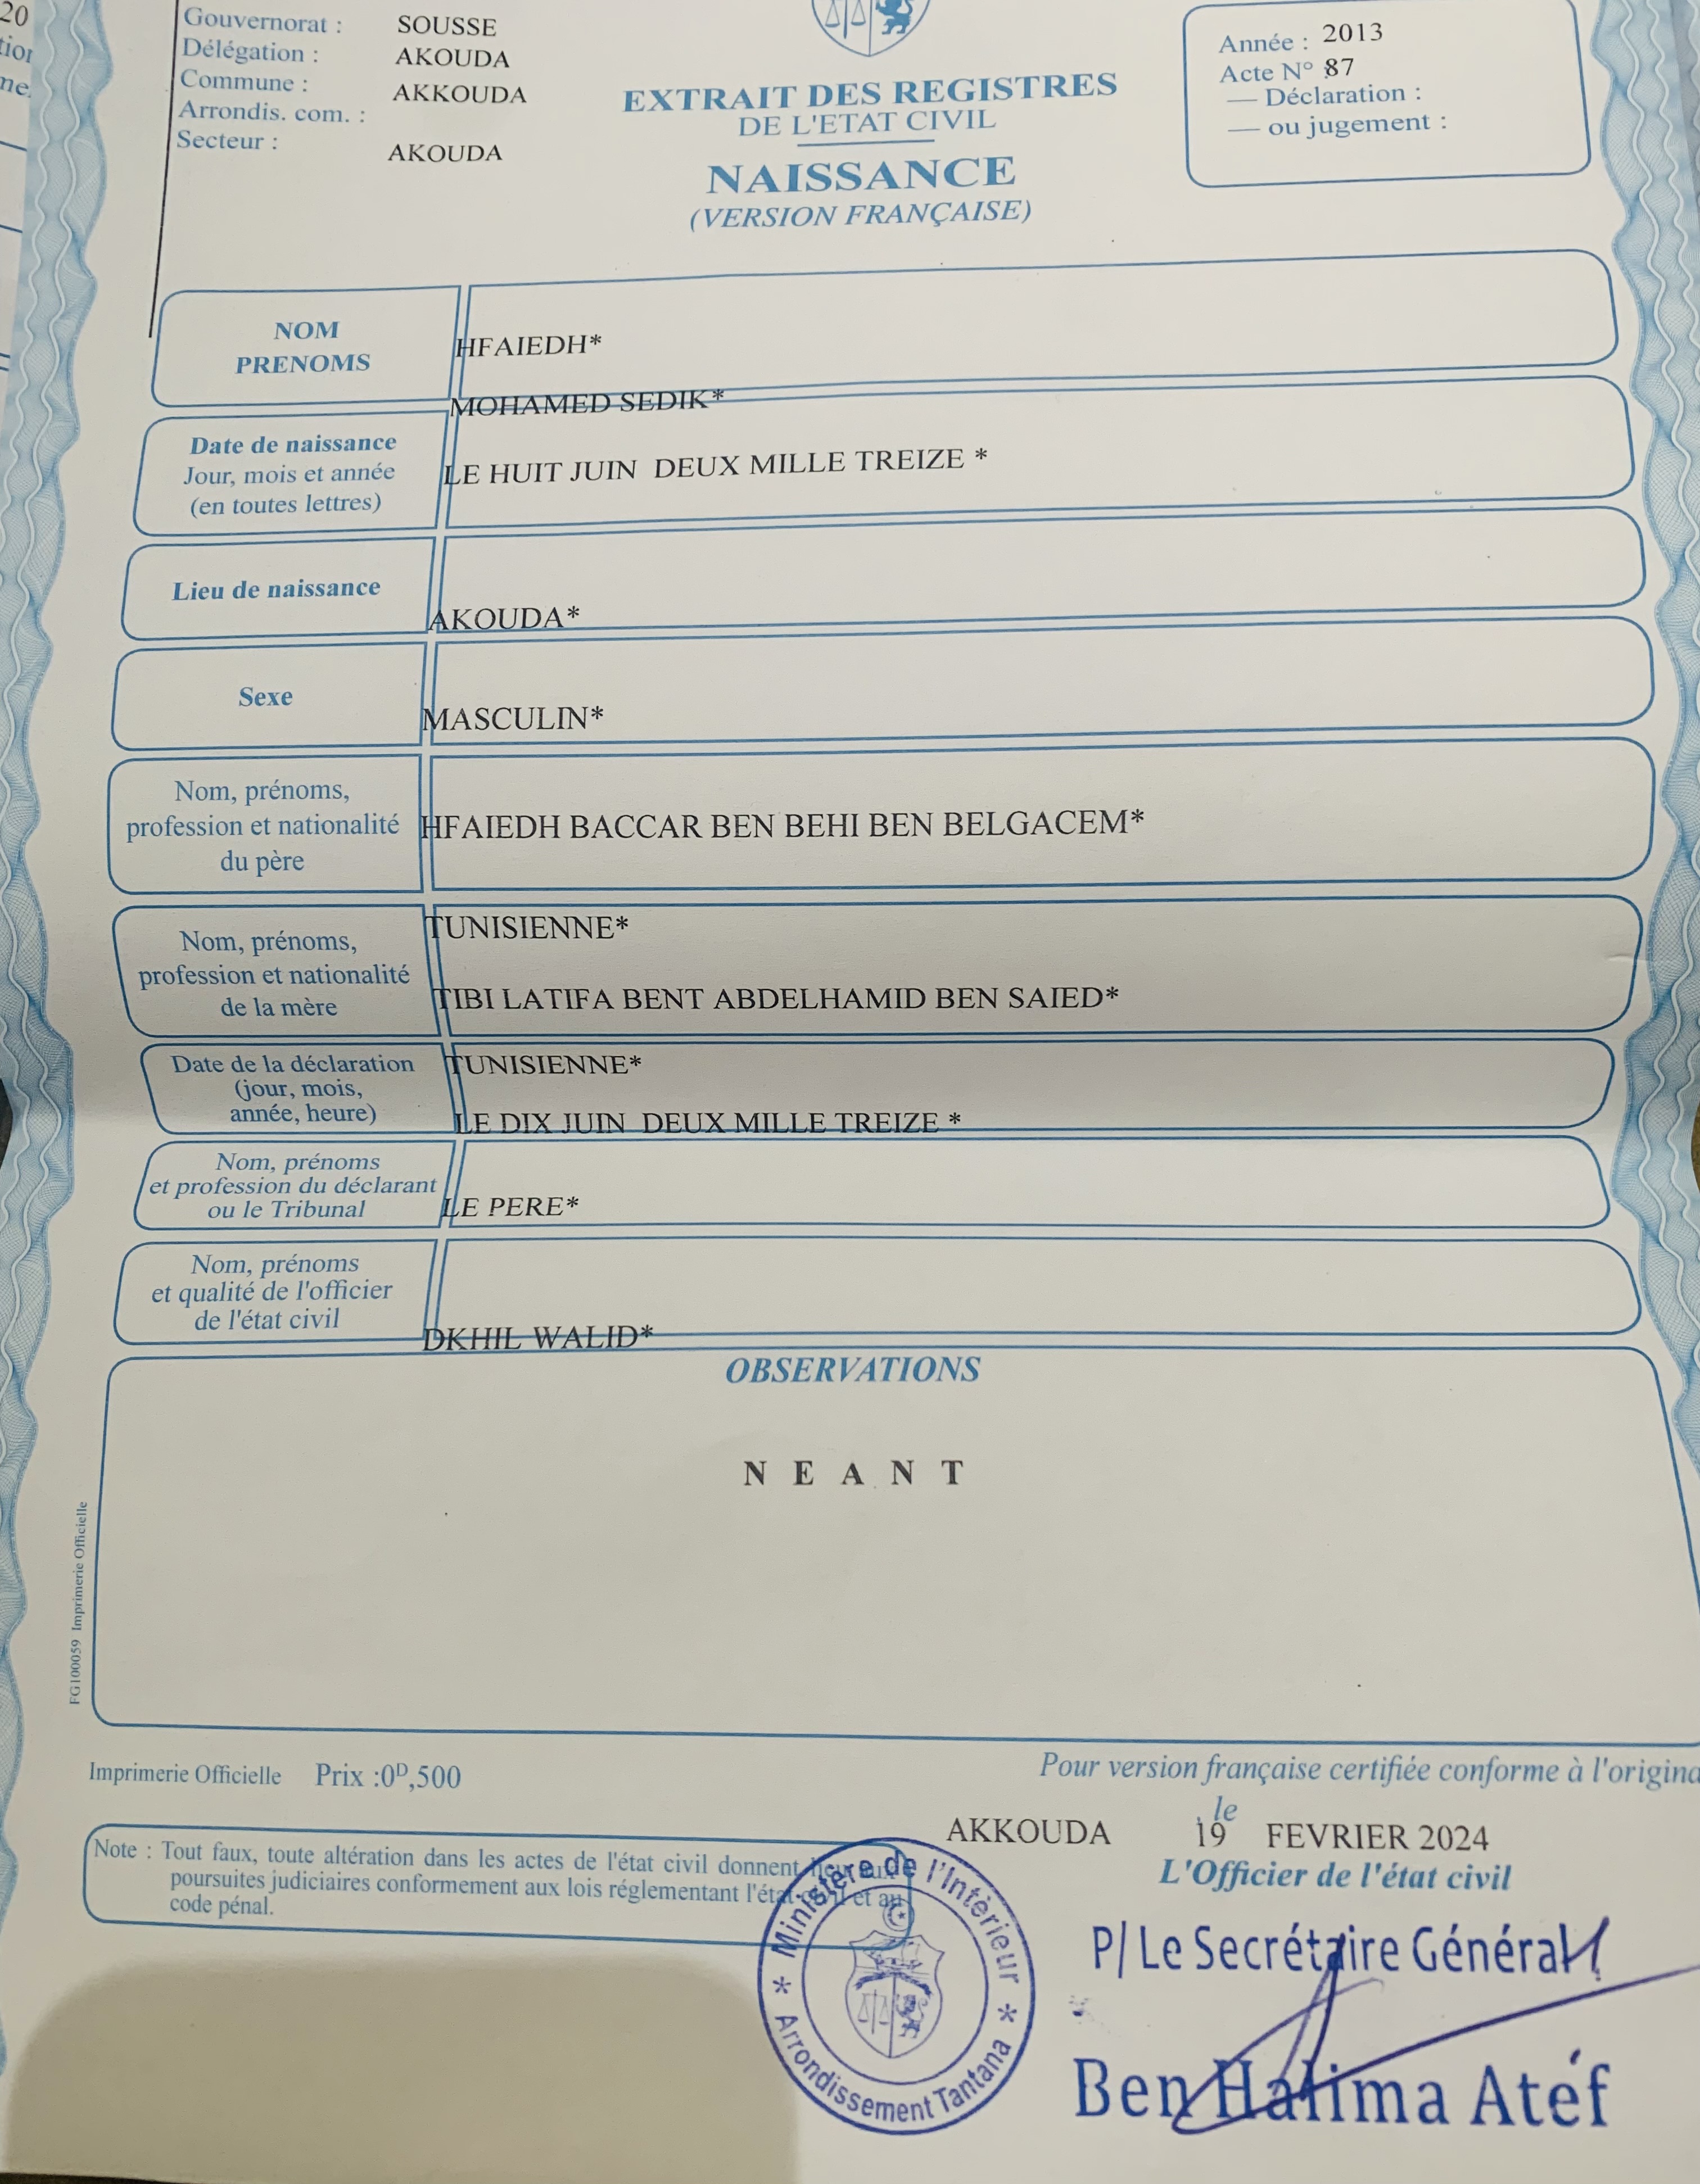 20
Gouvernorat : SOUSSE
Délégation : AKOUDA
Commune : AKKOUDA
Arrondis. com. :
Secteur : AKOUDA
EXTRAIT DES REGISTRES
DE L'ETAT CIVIL
NAISSANCE
(VERSION FRANÇAISE)
Année : 2013
Acte N° 87
— Déclaration :
— ou jugement :
NOM
PRENOMS
HFAIEDH*
MOHAMED SEDIK*
Date de naissance
Jour, mois et année
(en toutes lettres)
LE HUIT JUIN DEUX MILLE TREIZE *
Lieu de naissance
AKOUDA*
Sexe
MASCULIN*
Nom, prénoms,
profession et nationalité
du père
HFAIEDH BACCAR BEN BEHI BEN BELGACEM*
TUNISIENNE*
Nom, prénoms,
profession et nationalité
de la mère
TIBI LATIFA BENT ABDELHAMID BEN SAIED*
TUNISIENNE*
Date de la déclaration
(jour, mois,
année, heure)
LE DIX JUIN DEUX MILLE TREIZE *
Nom, prénoms
et profession du déclarant
ou le Tribunal
LE PERE*
Nom, prénoms
et qualité de l'officier
de l'état civil
DKHIL WALID*
OBSERVATIONS
N E A N T
FG100059 Imprimerie Officielle
Imprimerie Officielle Prix :0D,500
Pour version française certifiée conforme à l'origina
AKKOUDA le 19 FEVRIER 2024
L'Officier de l'état civil
Note : Tout faux, toute altération dans les actes de l'état civil donnent lieu aux
poursuites judiciaires conformement aux lois réglementant l'état civil et au
code pénal.
Ministère de l'Intèrieur
* Arrondissement Tantana *
P/ Le Secrétaire Général
Ben Halima Atéf